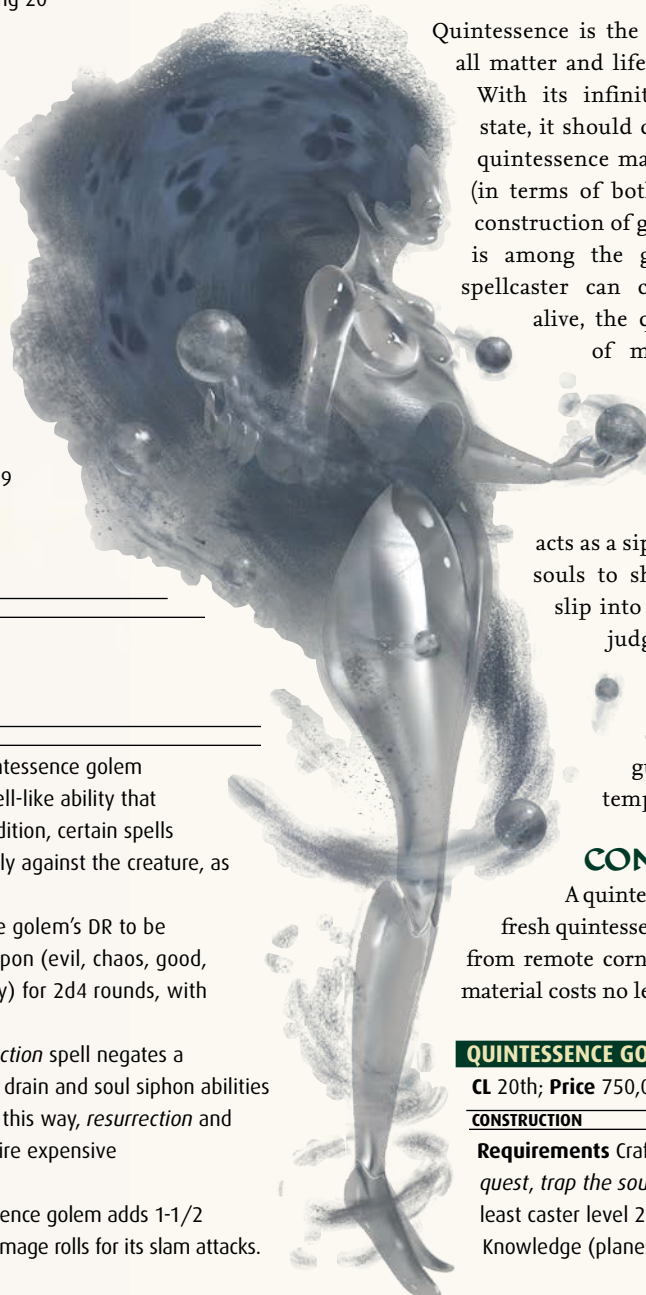 ng 20
9
ntessence golem
ell-like ability that
dition, certain spells
ly against the creature, as
e golem's DR to be
pon (evil, chaos, good,
y) for 2d4 rounds, with
ction spell negates a
drain and soul siphon abilities
this way, resurrection and
ire expensive
ence golem adds 1-1/2
mage rolls for its slam attacks.
Quintessence is the
all matter and life
With its infinit
state, it should c
quintessence ma
(in terms of both
construction of g
is among the g
spellcaster can c
alive, the q
of m
acts as a sip
souls to sh
slip into
judg
gu
temp
CON
A quinte
fresh quintesse
from remote corn
material costs no le
QUINTESSENCE GO
CL 20th; Price 750,0
CONSTRUCTION
Requirements Craf
quest, trap the sou
least caster level 2
Knowledge (plane